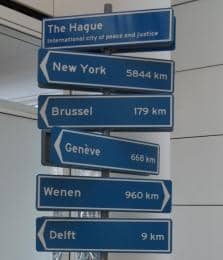 The Hague
International city of peace and justice
New York 5844 km
Brussel 179 km
Genève 668 km
Wenen 960 km
Delft 9 km